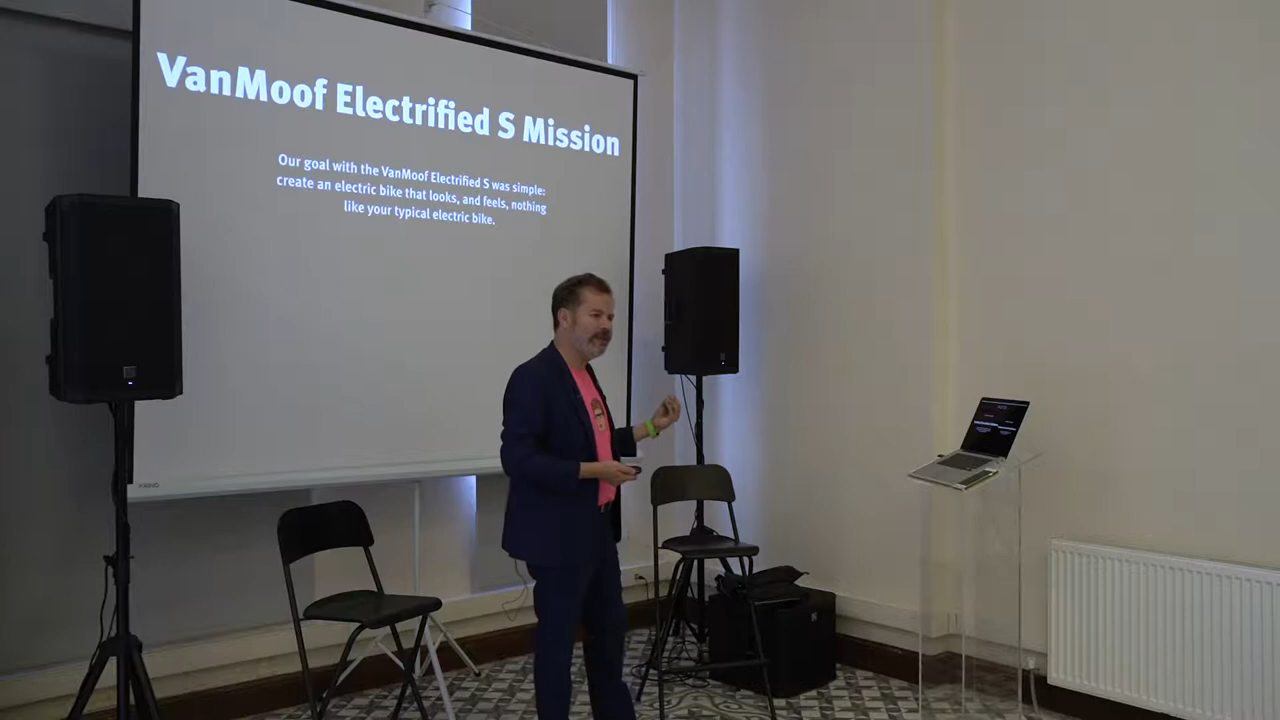 VanMoof Electrified S Mission
Our goal with the VanMoof Electrified S was simple:
create an electric bike that looks, and feels, nothing
like your typical electric bike.